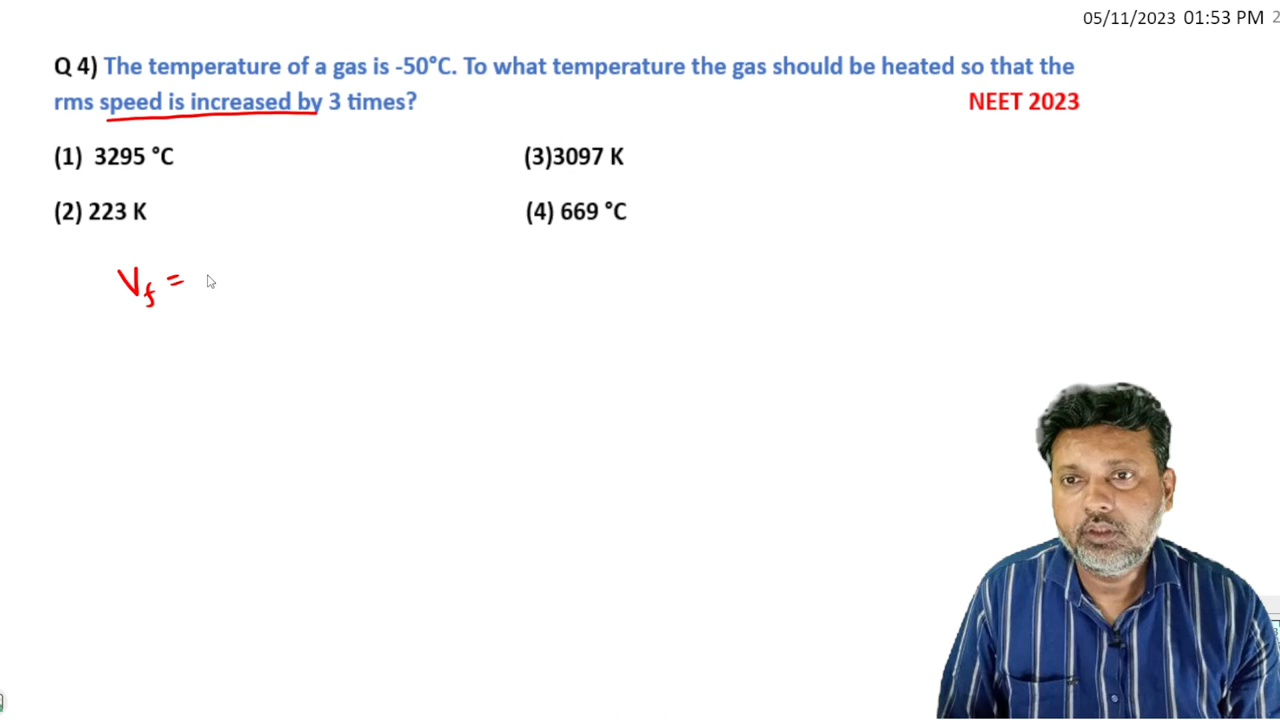 05/11/2023 01:53 PM 2
Q 4) The temperature of a gas is -50°C. To what temperature the gas should be heated so that the
rms speed is increased by 3 times?
NEET 2023
(1) 3295 °C
(3)3097 K
(2) 223 K
(4) 669 °C
V_f =